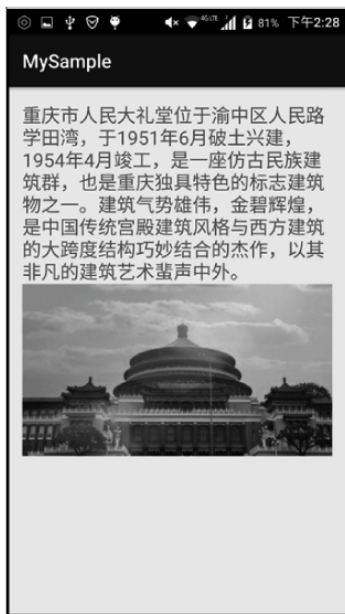 4G LTE 81% 下午2:28
MySample
重庆市人民大礼堂位于渝中区人民路
学田湾，于1951年6月破土兴建，
1954年4月竣工，是一座仿古民族建
筑群，也是重庆独具特色的标志建筑
物之一。建筑气势雄伟，金碧辉煌，
是中国传统宫殿建筑风格与西方建筑
的大跨度结构巧妙结合的杰作，以其
非凡的建筑艺术蜚声中外。